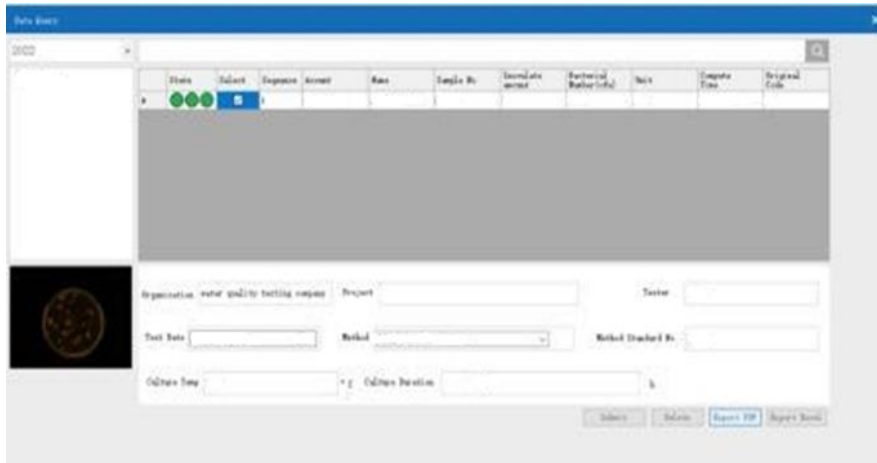 Data Query
2022
State Select Sequence Account Name Sample No Inoculate amount Bacterial Number(cfu) Unit Compute Time Original Code
Organization water quality testing company Project Tester
Test Date Method Method Standard No
Culture Temp ° Culture Duration h
Submit Delete Export PDF Export Excel